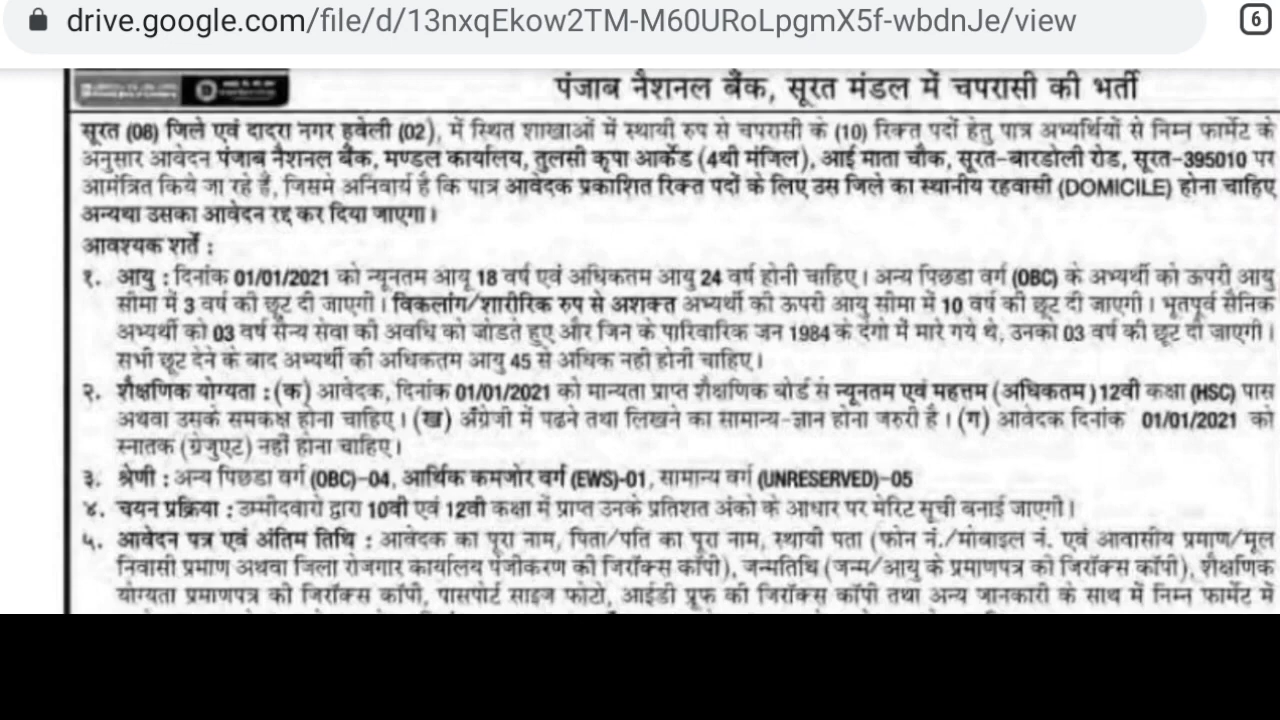 drive.google.com/file/d/13nxqEkow2TM-M60URoLpgmX5f-wbdnJe/view
6
पंजाब नैशनल बैंक, सूरत मंडल में चपरासी की भर्ती
सूरत (08) जिले एवं दादरा नगर हवेली (02), में स्थित शाखाओं में स्थायी रुप से चपरासी के (10) रिक्त पदों हेतु पात्र अभ्यर्थियों से निम्न फार्मेट के
अनुसार आवेदन पंजाब नैशनल बैंक, मण्डल कार्यालय, तुलसी कृपा आर्केड (4थी मंजिल), आई माता चौक, सूरत-बारडोली रोड, सूरत-395010 पर
आमंत्रित किये जा रहे हैं, जिसमे अनिवार्य है कि पात्र आवेदक प्रकाशित रिक्त पदों के लिए उस जिले का स्थानीय रहवासी (DOMICILE) होना चाहिए
अन्यथा उसका आवेदन रद्द कर दिया जाएगा।
आवश्यक शर्ते :
१. आयु : दिनांक 01/01/2021 को न्यूनतम आयू 18 वर्ष एवं अधिकतम आयु 24 वर्ष होनी चाहिए। अन्य पिछडा वर्ग (OBC) के अभ्यर्थी को ऊपरी आयु
सीमा में 3 वर्ष की छूट दी जाएगी। विकलांग/शारीरिक रुप से अशक्त अभ्यर्थी की ऊपरी आयु सीमा में 10 वर्ष की छूट दी जाएगी। भूतपूर्व सैनिक
अभ्यर्थी को 03 वर्ष सैन्य सेवा की अवधि को जोडते हुए और जिन के पारिवारिक जन 1984 के दंगो में मारे गये थे, उनको 03 वर्ष की छूट दी जाएगी।
सभी छूट देने के बाद अभ्यर्थी की अधिकतम आयु 45 से अधिक नही होनी चाहिए।
२. शैक्षणिक योग्यता : (क) आवेदक, दिनांक 01/01/2021 को मान्यता प्राप्त शैक्षणिक बोर्ड से न्यूनतम एवं महत्तम (अधिकतम) 12वी कक्षा (HSC) पास
अथवा उसके समकक्ष होना चाहिए। (ख) अँग्रेजी में पढने तथा लिखने का सामान्य-ज्ञान होना जरुरी है। (ग) आवेदक दिनांक 01/01/2021 को
स्नातक (ग्रेजुएट) नहीं होना चाहिए।
३. श्रेणी : अन्य पिछडा वर्ग (OBC)-04, आर्थिक कमजोर वर्ग (EWS)-01, सामान्य वर्ग (UNRESERVED)-05
४. चयन प्रक्रिया : उम्मीदवारो द्वारा 10वी एवं 12वी कक्षा में प्राप्त उनके प्रतिशत अंको के आधार पर मेरिट सूची बनाई जाएगी।
५. आवेदन पत्र एवं अंतिम तिथि : आवेदक का पूरा नाम, पिता/पति का पूरा नाम, स्थायी पता (फोन नं./मोबाइल नं. एवं आवासीय प्रमाण/मूल
निवासी प्रमाण अथवा जिला रोजगार कार्यालय पंजीकरण की जिरॉक्स कॉपी), जन्मतिथि (जन्म/आयु के प्रमाणपत्र की जिरॉक्स कॉपी), शैक्षणिक
योग्यता प्रमाणपत्र की जिरॉक्स कॉपी, पासपोर्ट साइज फोटो, आईडी प्रूफ की जिरॉक्स कॉपी तथा अन्य जानकारी के साथ में निम्न फार्मेट में